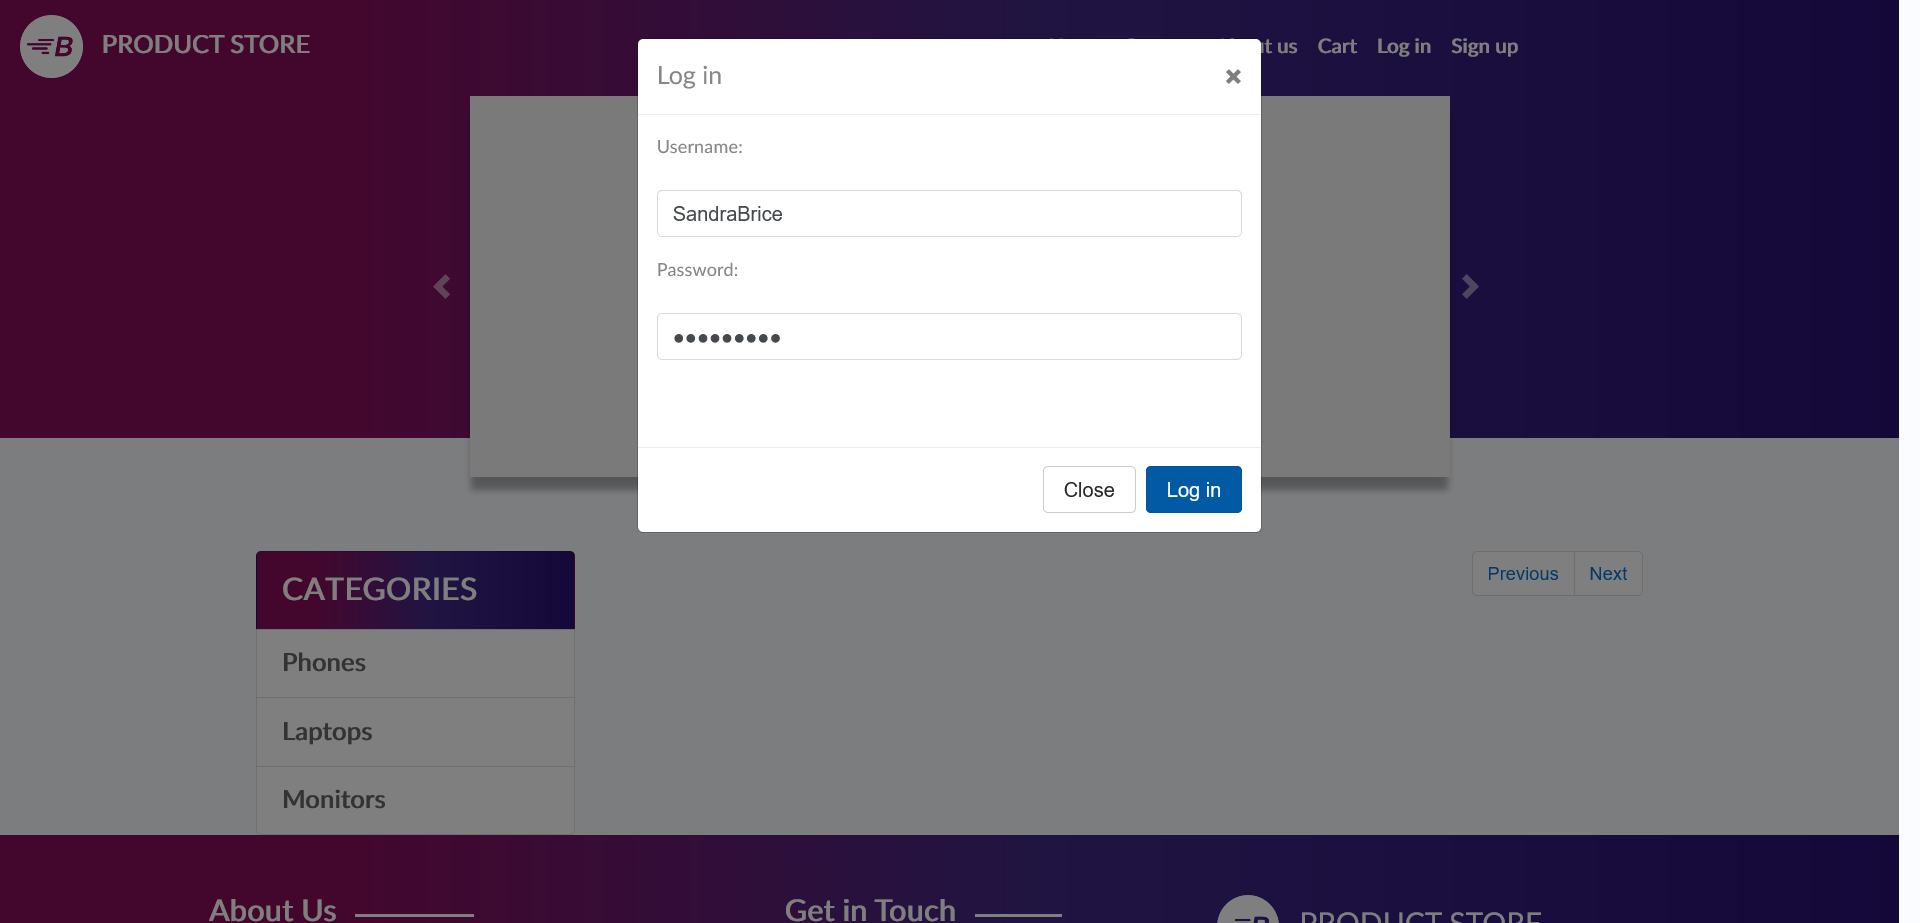 B PRODUCT STORE
t us Cart Log in Sign up
Log in
Username:
SandraBrice
Password:
Close Log in
CATEGORIES
Previous Next
Phones
Laptops
Monitors
About Us
Get in Touch
PRODUCT STORE